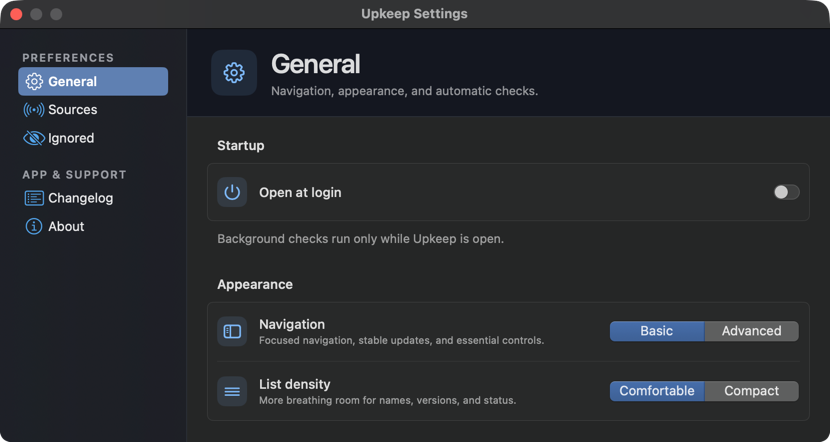 Upkeep Settings
PREFERENCES
General
Sources
Ignored
APP & SUPPORT
Changelog
About
General
Navigation, appearance, and automatic checks.
Startup
Open at login
Background checks run only while Upkeep is open.
Appearance
Navigation
Focused navigation, stable updates, and essential controls.
Basic Advanced
List density
More breathing room for names, versions, and status.
Comfortable Compact